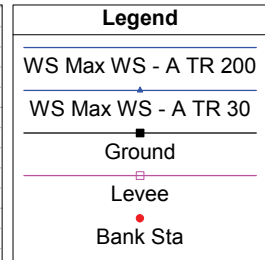 Legend
WS Max WS - A TR 200
WS Max WS - A TR 30
Ground
Levee
Bank Sta